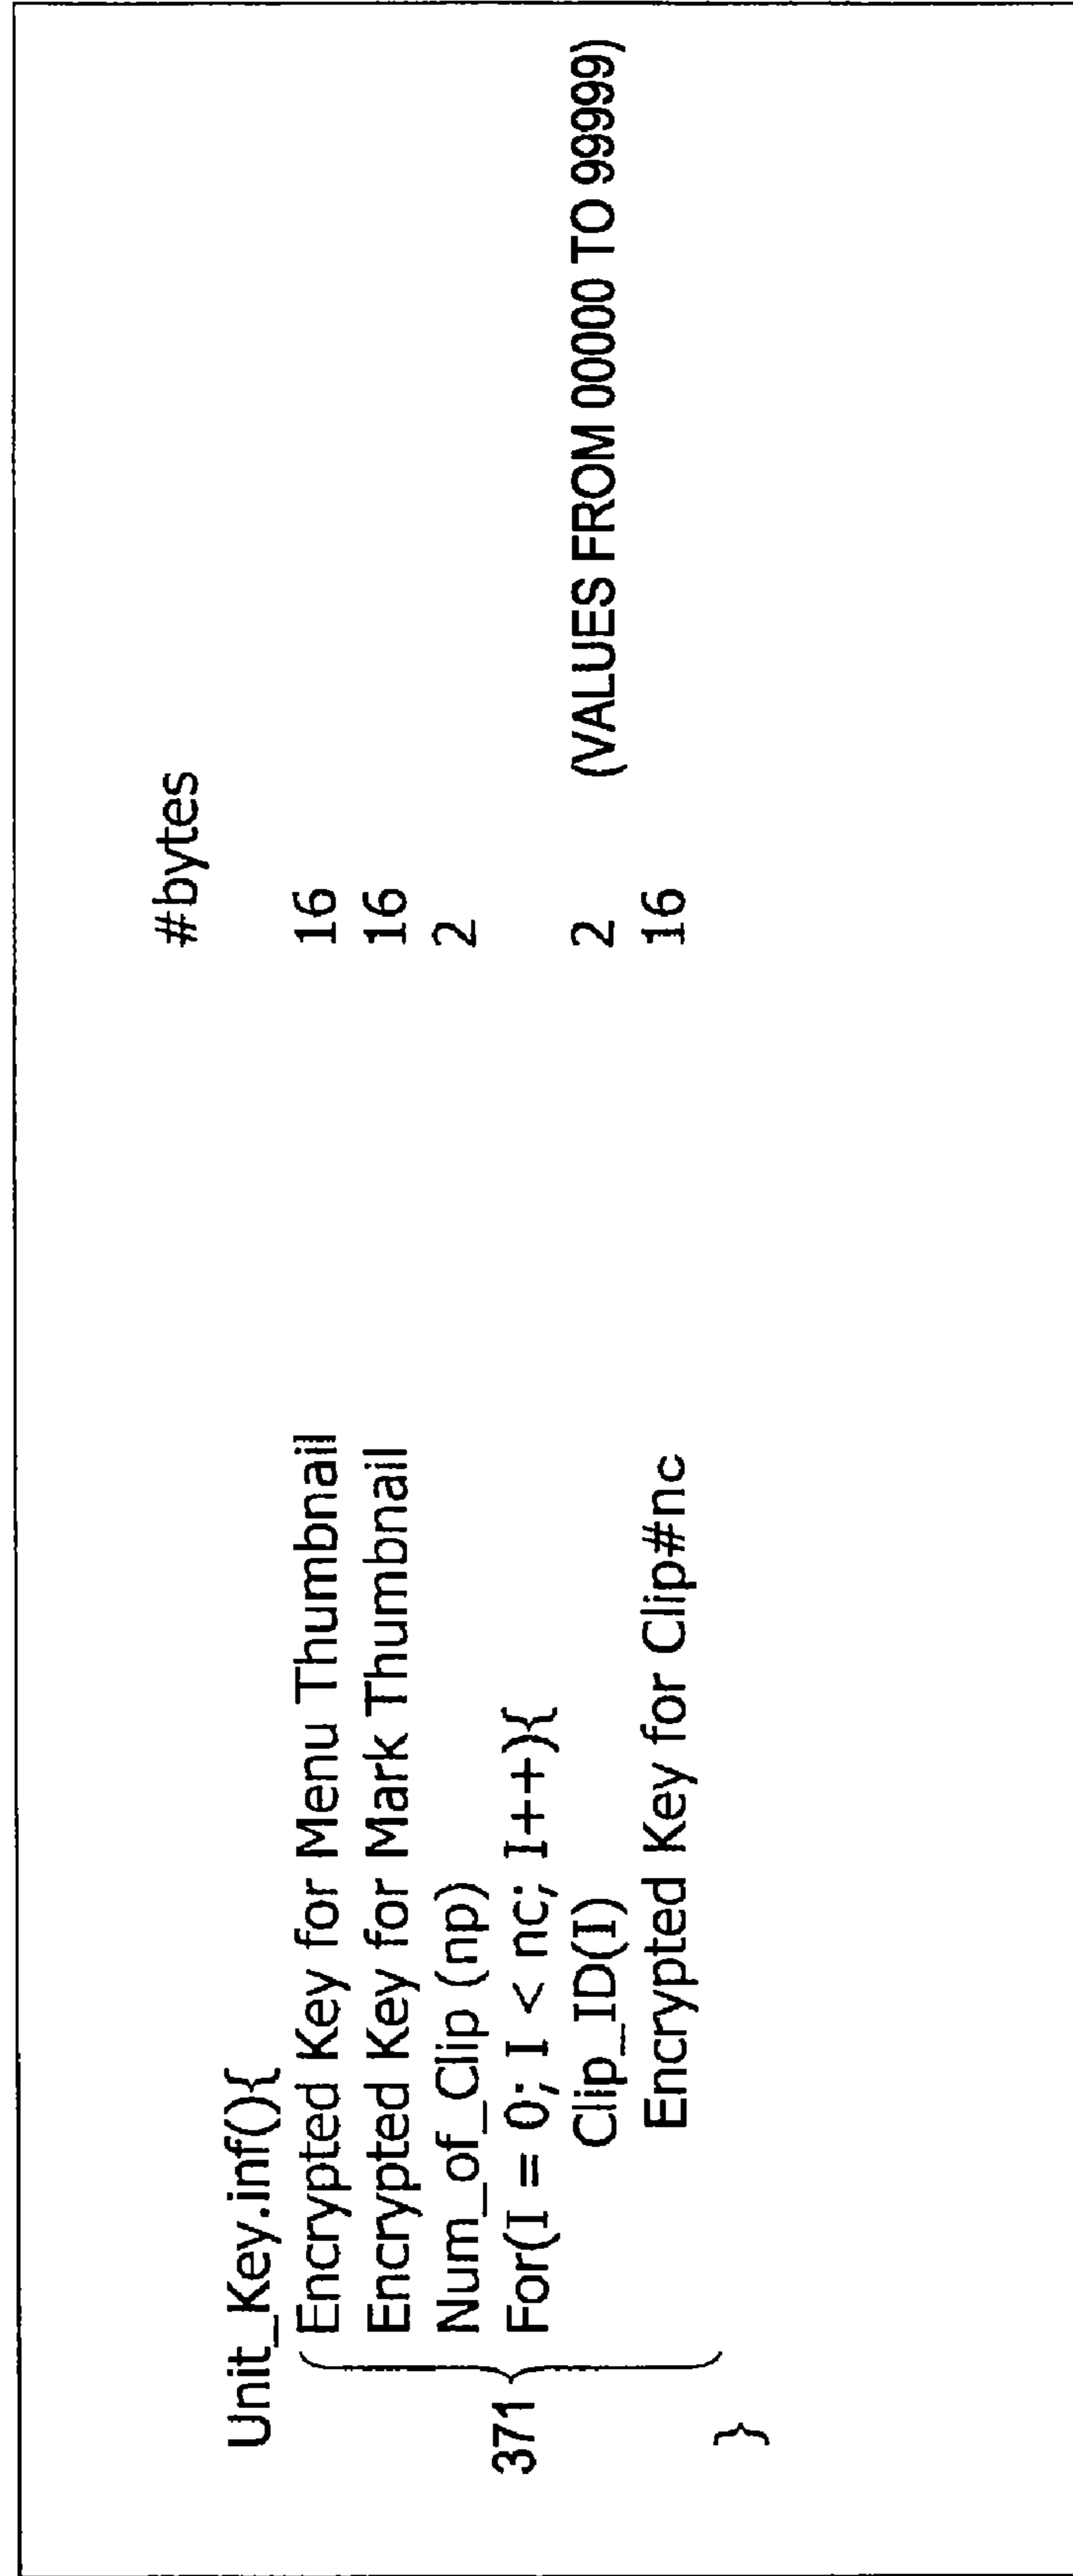 #bytes
Unit_Key.inf(){
Encrypted Key for Menu Thumbnail 16
Encrypted Key for Mark Thumbnail 16
Num_of_Clip (np) 2
371 For(I = 0; I < nc; I++){
Clip_ID(I) 2 (VALUES FROM 00000 TO 99999)
Encrypted Key for Clip#nc 16
}